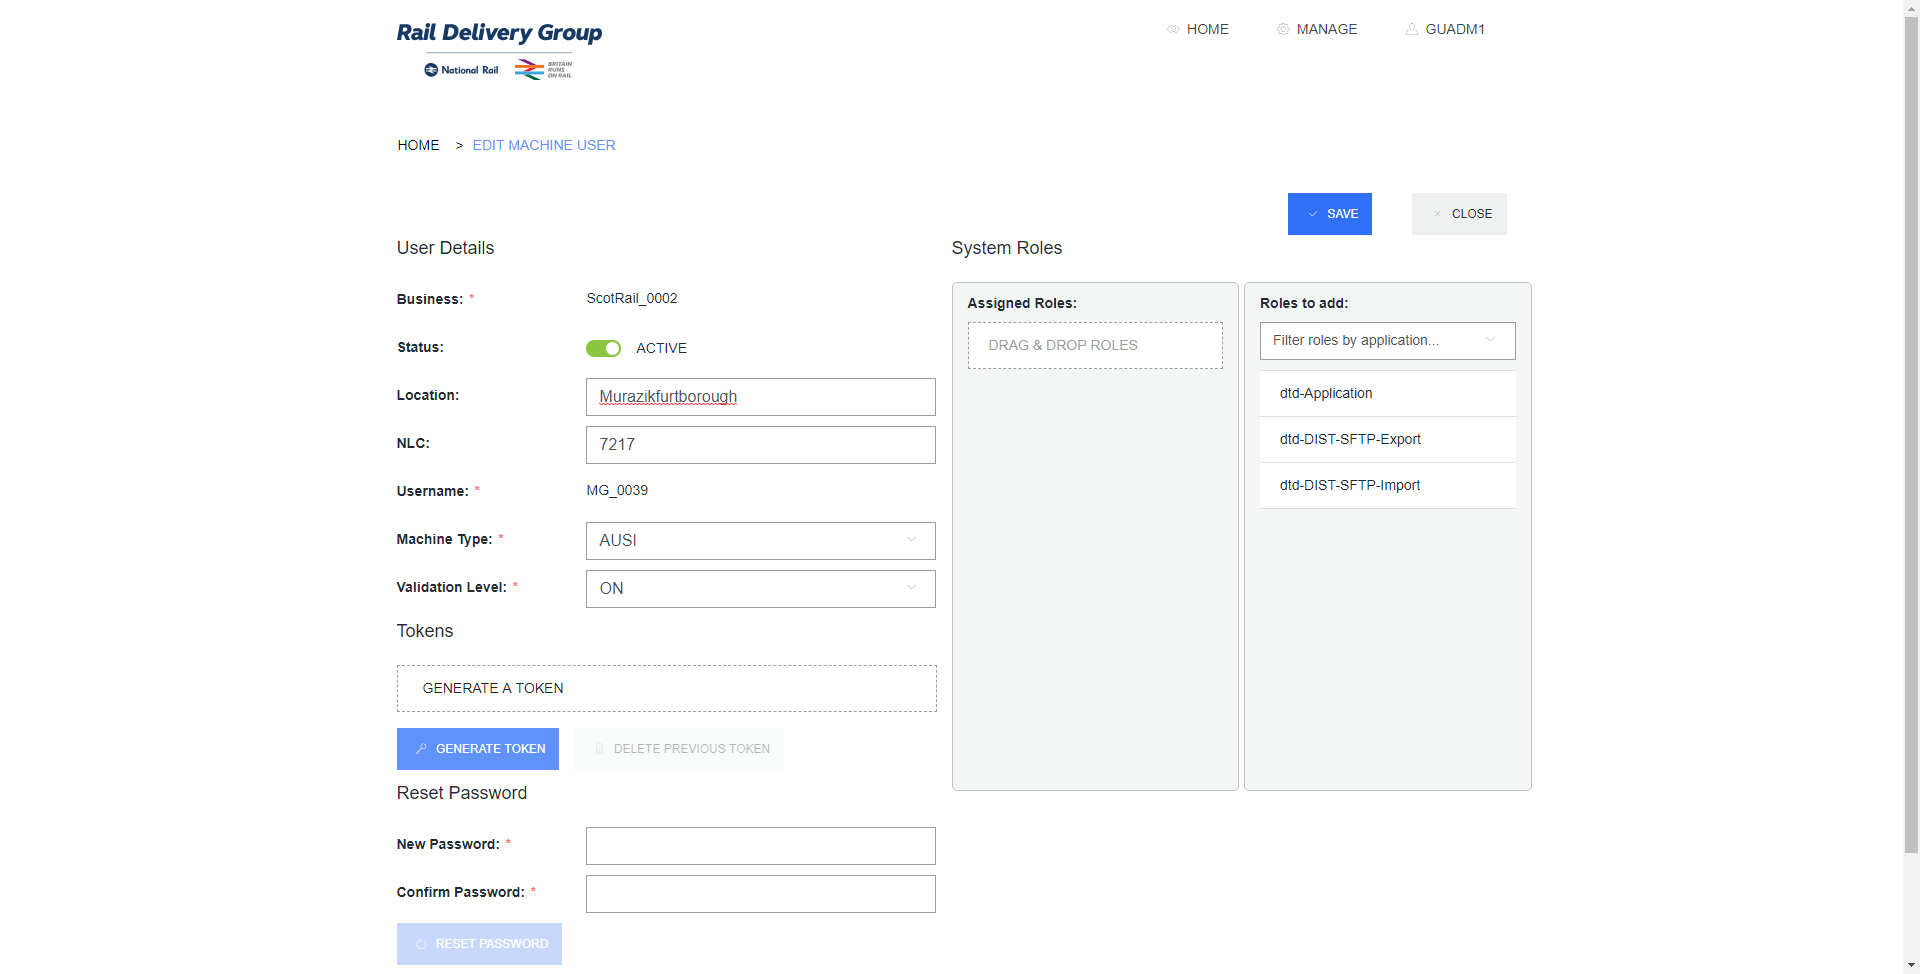 Rail Delivery Group
National Rail
BRITAIN
RUNS
ON RAIL
HOME
MANAGE
GUADM1
HOME > EDIT MACHINE USER
SAVE
CLOSE
User Details
Business: *
ScotRail_0002
Status:
ACTIVE
Location:
Murazikfurtborough
NLC:
7217
Username: *
MG_0039
Machine Type: *
AUSI
Validation Level: *
ON
Tokens
GENERATE A TOKEN
GENERATE TOKEN
DELETE PREVIOUS TOKEN
Reset Password
New Password: *
Confirm Password: *
RESET PASSWORD
System Roles
Assigned Roles:
DRAG & DROP ROLES
Roles to add:
Filter roles by application...
dtd-Application
dtd-DIST-SFTP-Export
dtd-DIST-SFTP-Import